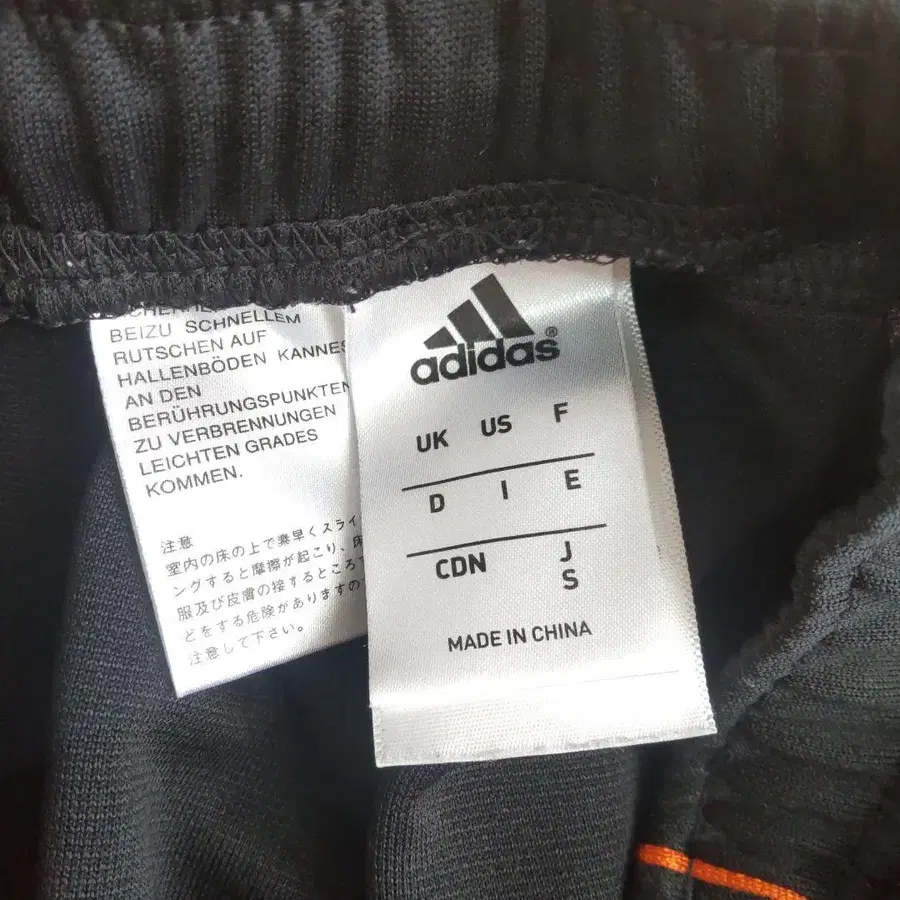 BEIZU SCHNELLEM
RUTSCHEN AUF
HALLENBÖDEN
AN DEN
BERÜHRUNGSPUNKTEN
ZU VERBRENNUNGEN
LEICHTEN GRADES
KOMMEN.
注意
室内の床の上で素早くスライ
ングすると摩擦が起こり、床
服及び皮膚の接するところ
どをする危険がありますの
注意して下さい。
adidas®
UK US F
D I E
CDN J
S
MADE IN CHINA